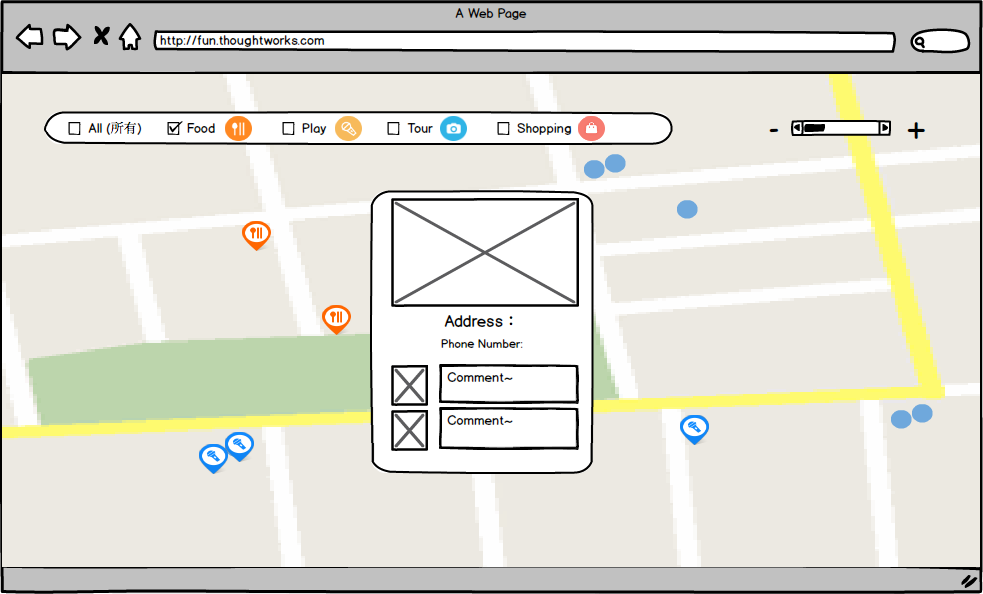 A Web Page
http://fun.thoughtworks.com
All (所有) Food Play Tour Shopping
- +
Address：
Phone Number:
Comment~
Comment~